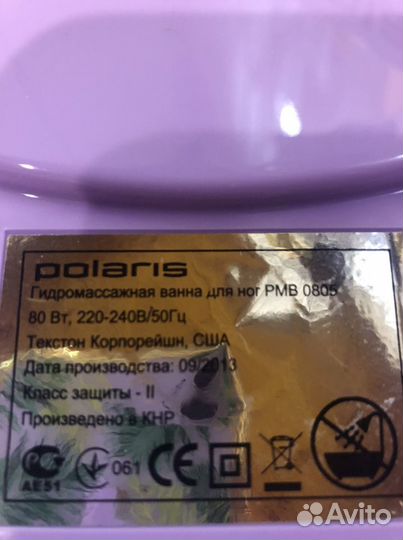 polaris
Гидромассажная ванна для ног PMB 0805
80 Вт, 220-240В/50Гц
Текстон Корпорейшн, США
Дата производства: 09/2013
Класс защиты - II
Произведено в КНР
061 CE
АЕ51
Avito